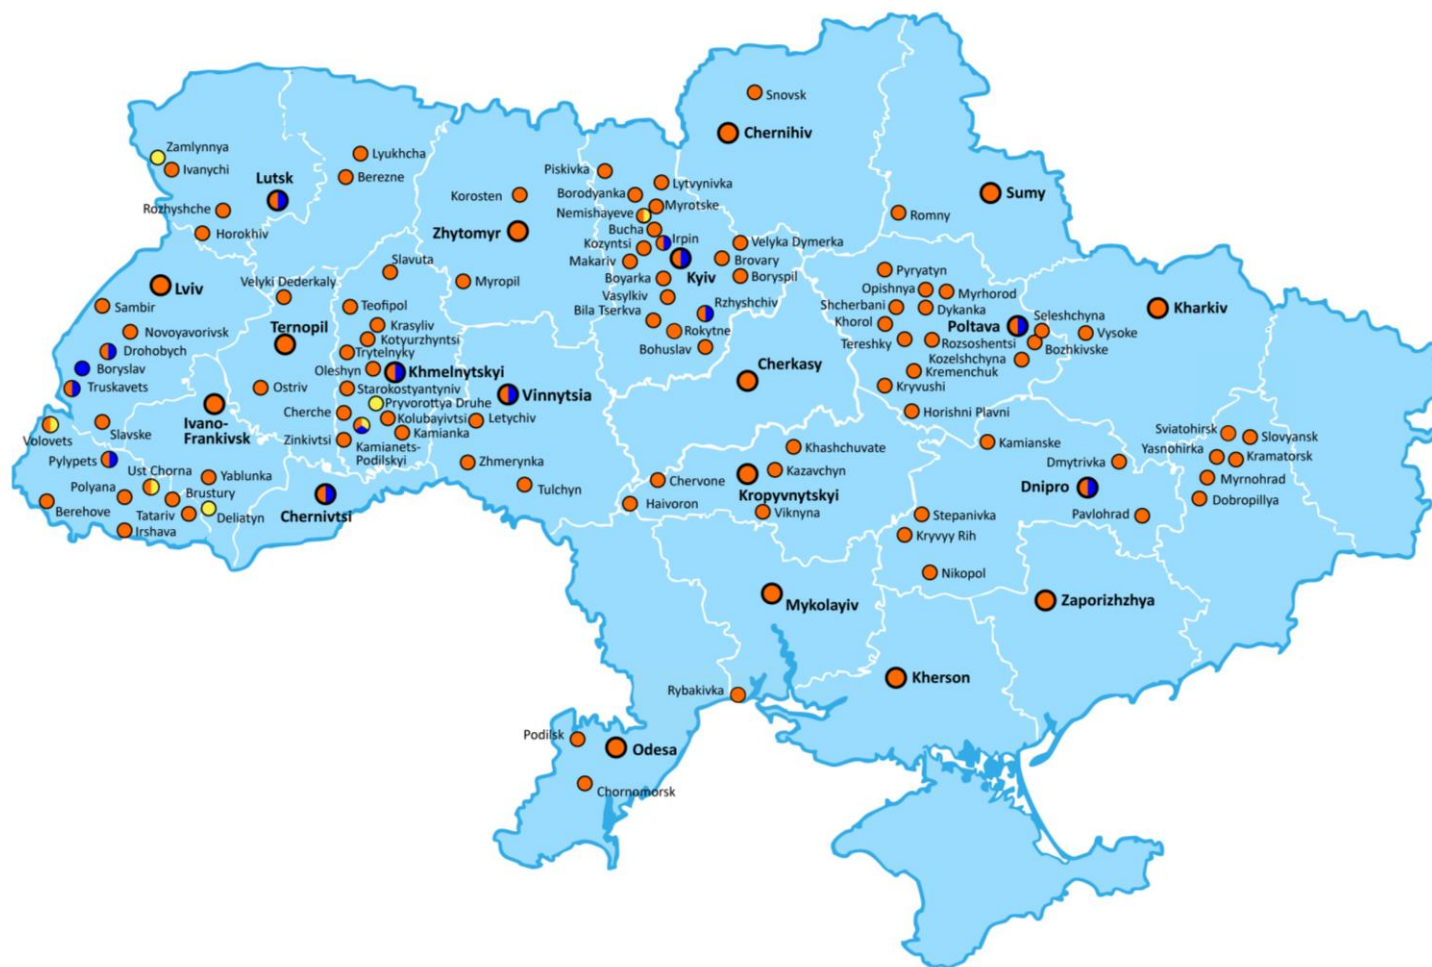 Snovsk
Chernihiv
Zamlynnya
Ivanychi
Lyukhcha
Berezne
Lutsk
Rozhyshche
Horokhiv
Piskivka
Lytvynivka
Korosten
Borodyanka
Myrotske
Nemishayeve
Bucha
Irpin
Kozyntsi
Makariv
Kyiv
Boyarka
Vasylkiv
Bila Tserkva
Rokytne
Bohuslav
Rzhyshchiv
Velyka Dymerka
Brovary
Boryspil
Zhytomyr
Myropil
Sumy
Romny
Pyryatyn
Opishnya
Myrhorod
Shcherbani
Dykanka
Khorol
Poltava
Seleshchyna
Vysoke
Tereshky
Rozsoshentsi
Bozhkivske
Kozelshchyna
Kremenchuk
Kryvushi
Horishni Plavni
Kharkiv
Lviv
Velyki Dederkaly
Slavuta
Sambir
Novoyavorivsk
Drohobych
Boryslav
Truskavets
Slavske
Ternopil
Ostriv
Teofipol
Krasyliv
Kotyurzhyntsi
Trytelnyky
Oleshyn
Khmelnytskyi
Starokostyantyniv
Pryvorottya Druhe
Cherche
Kolubayivtsi
Letychiv
Kamianka
Zinkivtsi
Kamianets-
Podilskyi
Vinnytsia
Zhmerynka
Tulchyn
Cherkasy
Ivano-
Frankivsk
Volovets
Pylypets
Ust Chorna
Yablunka
Polyana
Brustury
Berehove
Tatariv
Deliatyn
Irshava
Chernivtsi
Khashchuvate
Chervone
Kazavchyn
Kropyvnytskyi
Haivoron
Viknyna
Kamianske
Dmytrivka
Dnipro
Pavlohrad
Stepanivka
Kryvyy Rih
Nikopol
Sviatohirsk
Slovyansk
Yasnohirka
Kramatorsk
Myrnohrad
Dobropillya
Mykolayiv
Zaporizhzhya
Kherson
Rybakivka
Podilsk
Odesa
Chornomorsk